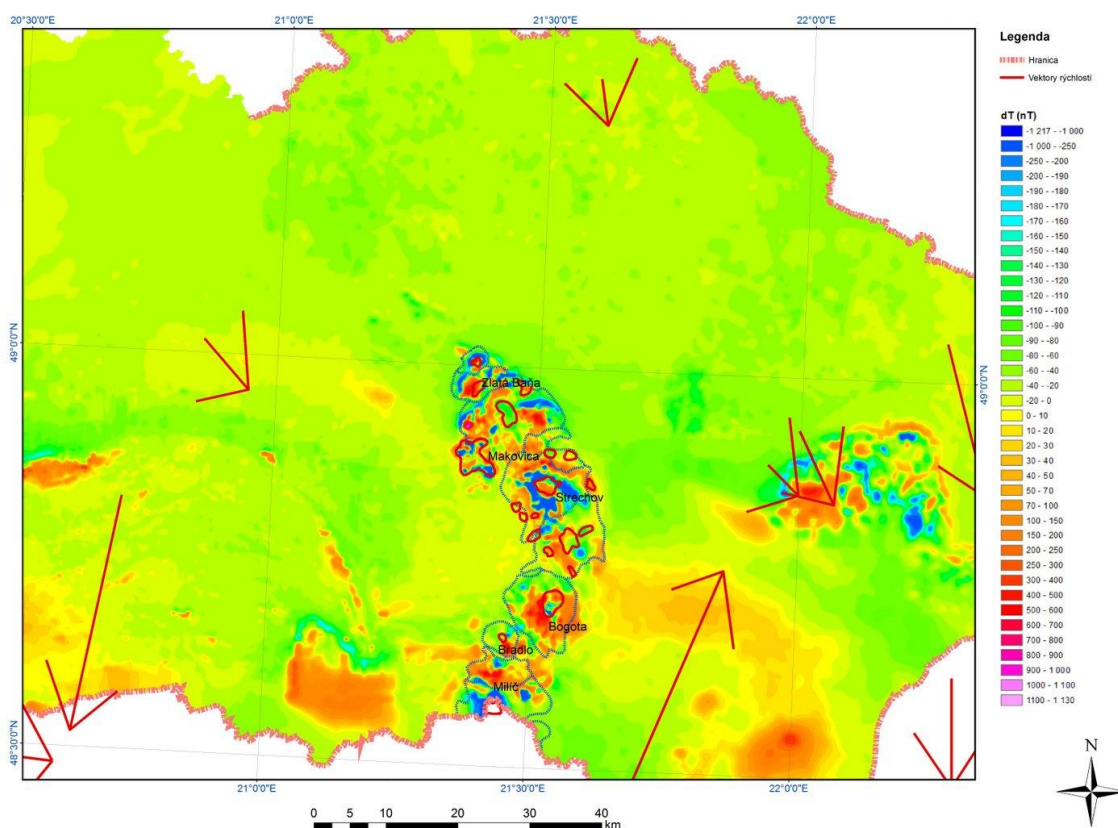 20°30'0"E
21°0'0"E
21°30'0"E
22°0'0"E
49°0'0"N
49°0'0"N
48°30'0"N
Zlatá Baňa
Makovica
Strechov
Bogota
Bradlo
Milíč
21°0'0"E
21°30'0"E
22°0'0"E
0 5 10 20 30 40
km
Legenda
Hranica
Vektory rýchlostí
dT (nT)
-1 217 - -1 000
-1 000 - -250
-250 - -200
-200 - -190
-190 - -180
-180 - -170
-170 - -160
-160 - -150
-150 - -140
-140 - -130
-130 - -120
-120 - -110
-110 - -100
-100 - -90
-90 - -80
-80 - -60
-60 - -40
-40 - -20
-20 - 0
0 - 10
10 - 20
20 - 30
30 - 40
40 - 50
50 - 70
70 - 100
100 - 150
150 - 200
200 - 250
250 - 300
300 - 400
400 - 500
500 - 600
600 - 700
700 - 800
800 - 900
900 - 1 000
1000 - 1 100
1100 - 1 130
N